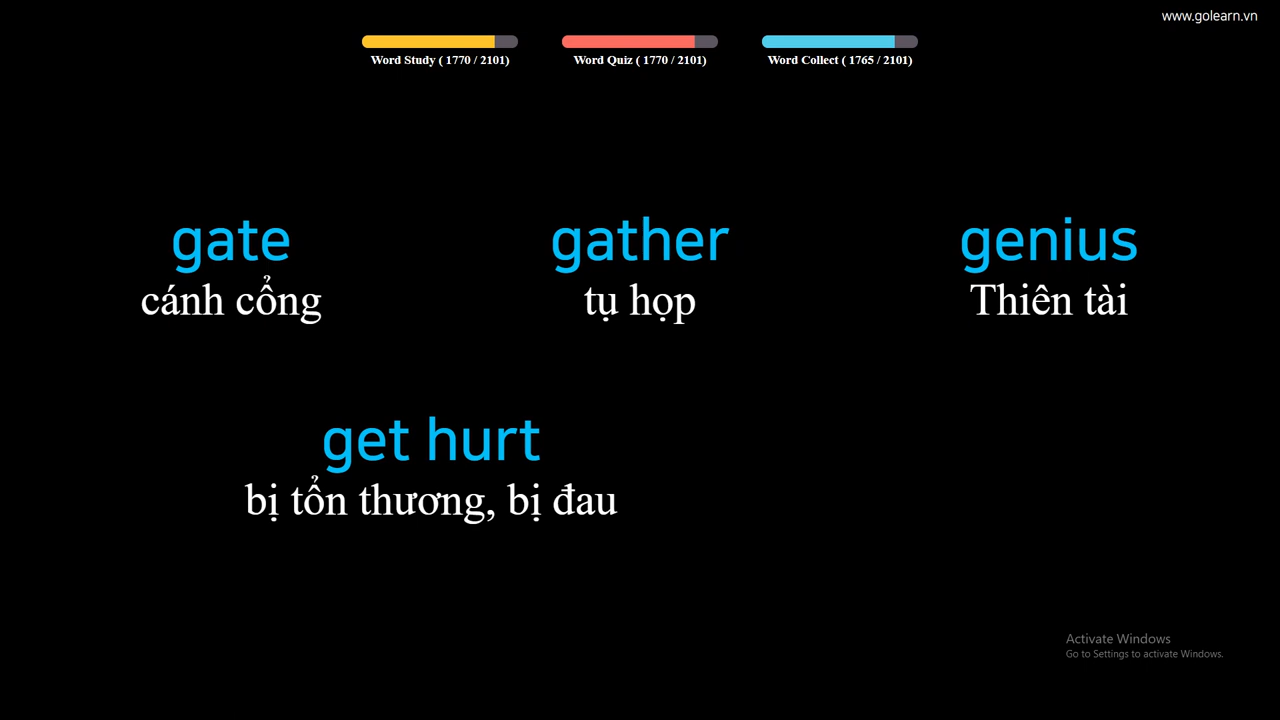 www.golearn.vn
Word Study ( 1770 / 2101) Word Quiz ( 1770 / 2101) Word Collect ( 1765 / 2101)
gate gather genius
cánh cổng tụ họp Thiên tài
get hurt
bị tổn thương, bị đau
Activate Windows
Go to Settings to activate Windows.